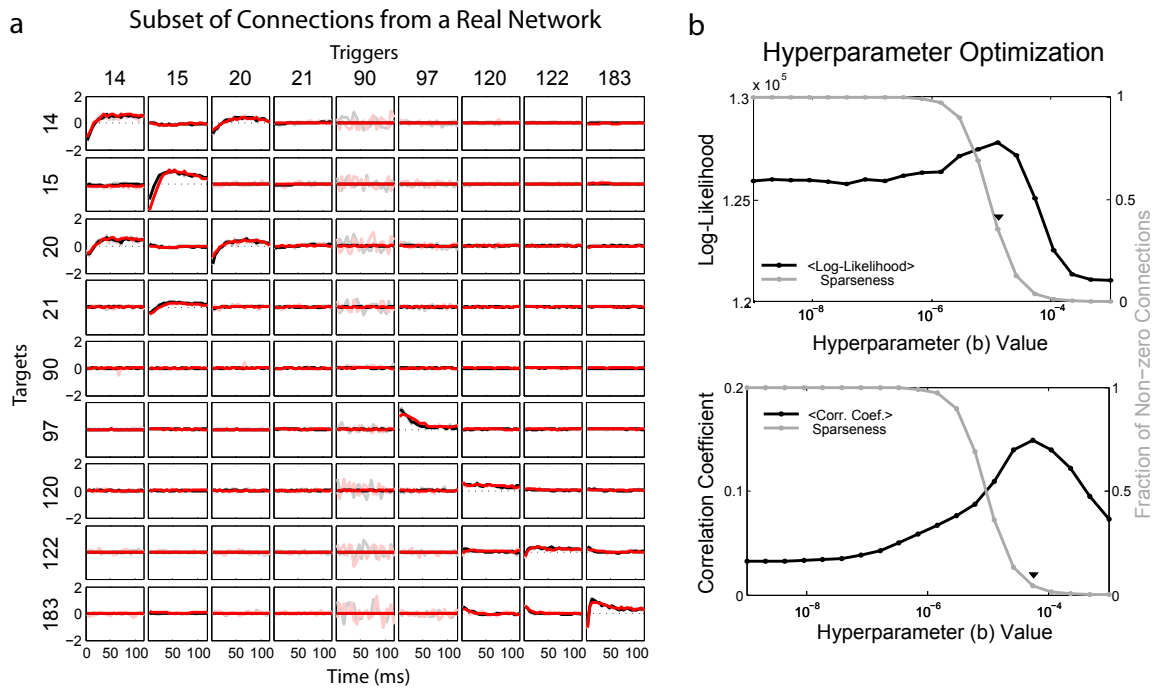 a
Subset of Connections from a Real Network
Triggers
14 15 20 21 90 97 120 122 183
Targets
14
15
20
21
90
97
120
122
183
2
0
−2
2
0
−2
2
0
−2
2
0
−2
2
0
−2
0 50 100 50 100 50 100 50 100 50 100 50 100 50 100 50 100 50 100
Time (ms)
b
Hyperparameter Optimization
x 10⁵
1.3
1.25
1.2
Log-Likelihood
<Log-Likelihood>
Sparseness
1
0.5
0
10⁻⁸ 10⁻⁶ 10⁻⁴
Hyperparameter (b) Value
0.2
0.1
0
Correlation Coefficient
<Corr. Coef.>
Sparseness
1
0.5
0
10⁻⁸ 10⁻⁶ 10⁻⁴
Hyperparameter (b) Value
Fraction of Non−zero Connections